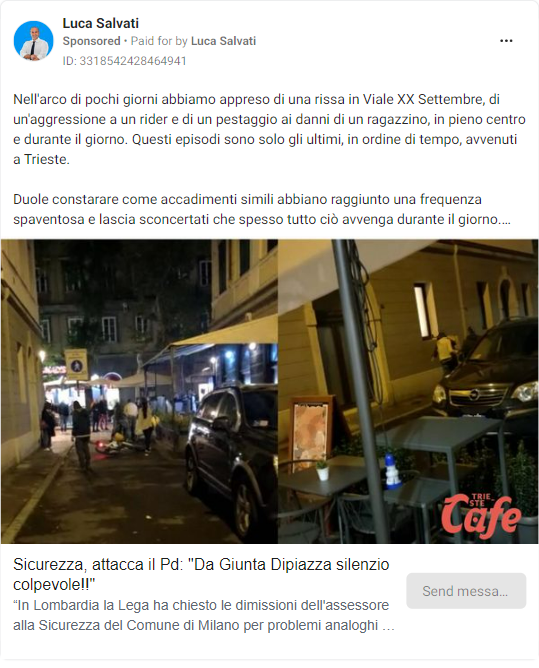 Luca Salvati
Sponsored • Paid for by Luca Salvati
ID: 3318542428464941
Nell'arco di pochi giorni abbiamo appreso di una rissa in Viale XX Settembre, di
un'aggressione a un rider e di un pestaggio ai danni di un ragazzino, in pieno centro
e durante il giorno. Questi episodi sono solo gli ultimi, in ordine di tempo, avvenuti
a Trieste.
Duole constarare come accadimenti simili abbiano raggiunto una frequenza
spaventosa e lascia sconcertati che spesso tutto ciò avvenga durante il giorno....
TRIE
STE
Cafe
Sicurezza, attacca il Pd: "Da Giunta Dipiazza silenzio
colpevole!!"
“In Lombardia la Lega ha chiesto le dimissioni dell'assessore
alla Sicurezza del Comune di Milano per problemi analoghi ...
Send messa...